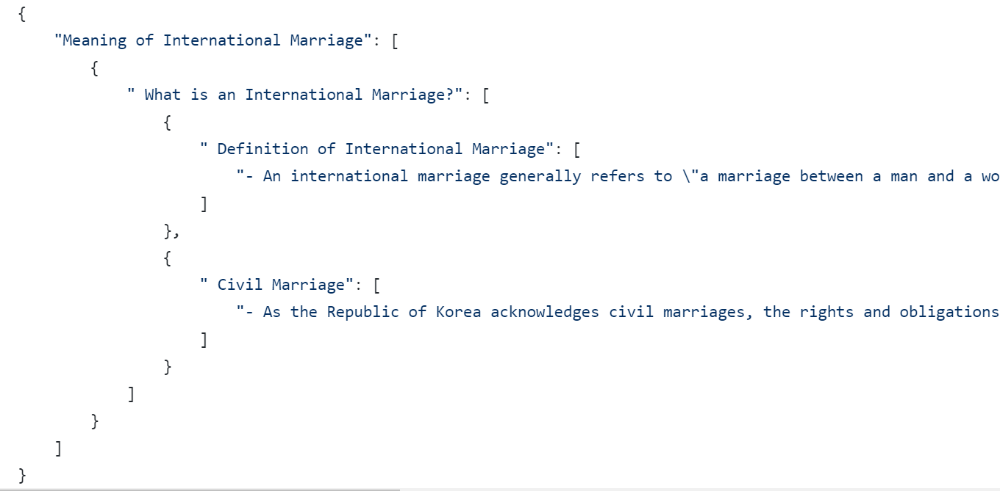 {
"Meaning of International Marriage": [
{
" What is an International Marriage?": [
{
" Definition of International Marriage": [
"- An international marriage generally refers to \"a marriage between a man and a wo
]
},
{
" Civil Marriage": [
"- As the Republic of Korea acknowledges civil marriages, the rights and obligations
]
}
]
}
]
}